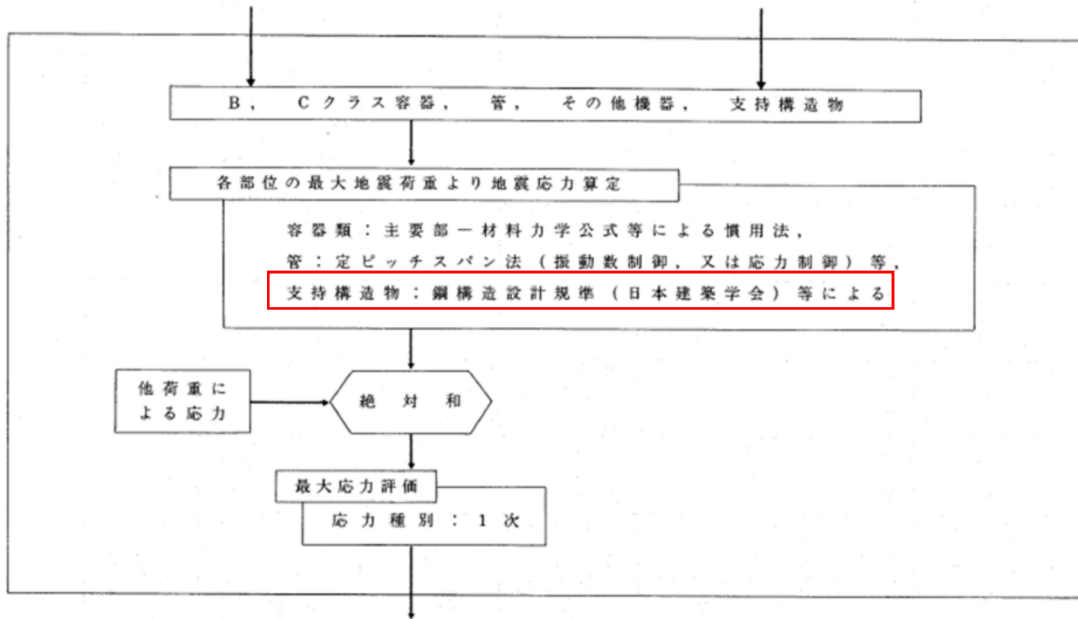 B, Cクラス容器, 管, その他機器, 支持構造物
各部位の最大地震荷重より地震応力算定
容器類：主要部－材料力学公式等による慣用法,
管：定ピッチスパン法（振動数制御, 又は応力制御）等,
支持構造物：鋼構造設計規準（日本建築学会）等による
他荷重に
よる応力
絶対和
最大応力評価
応力種別：1次